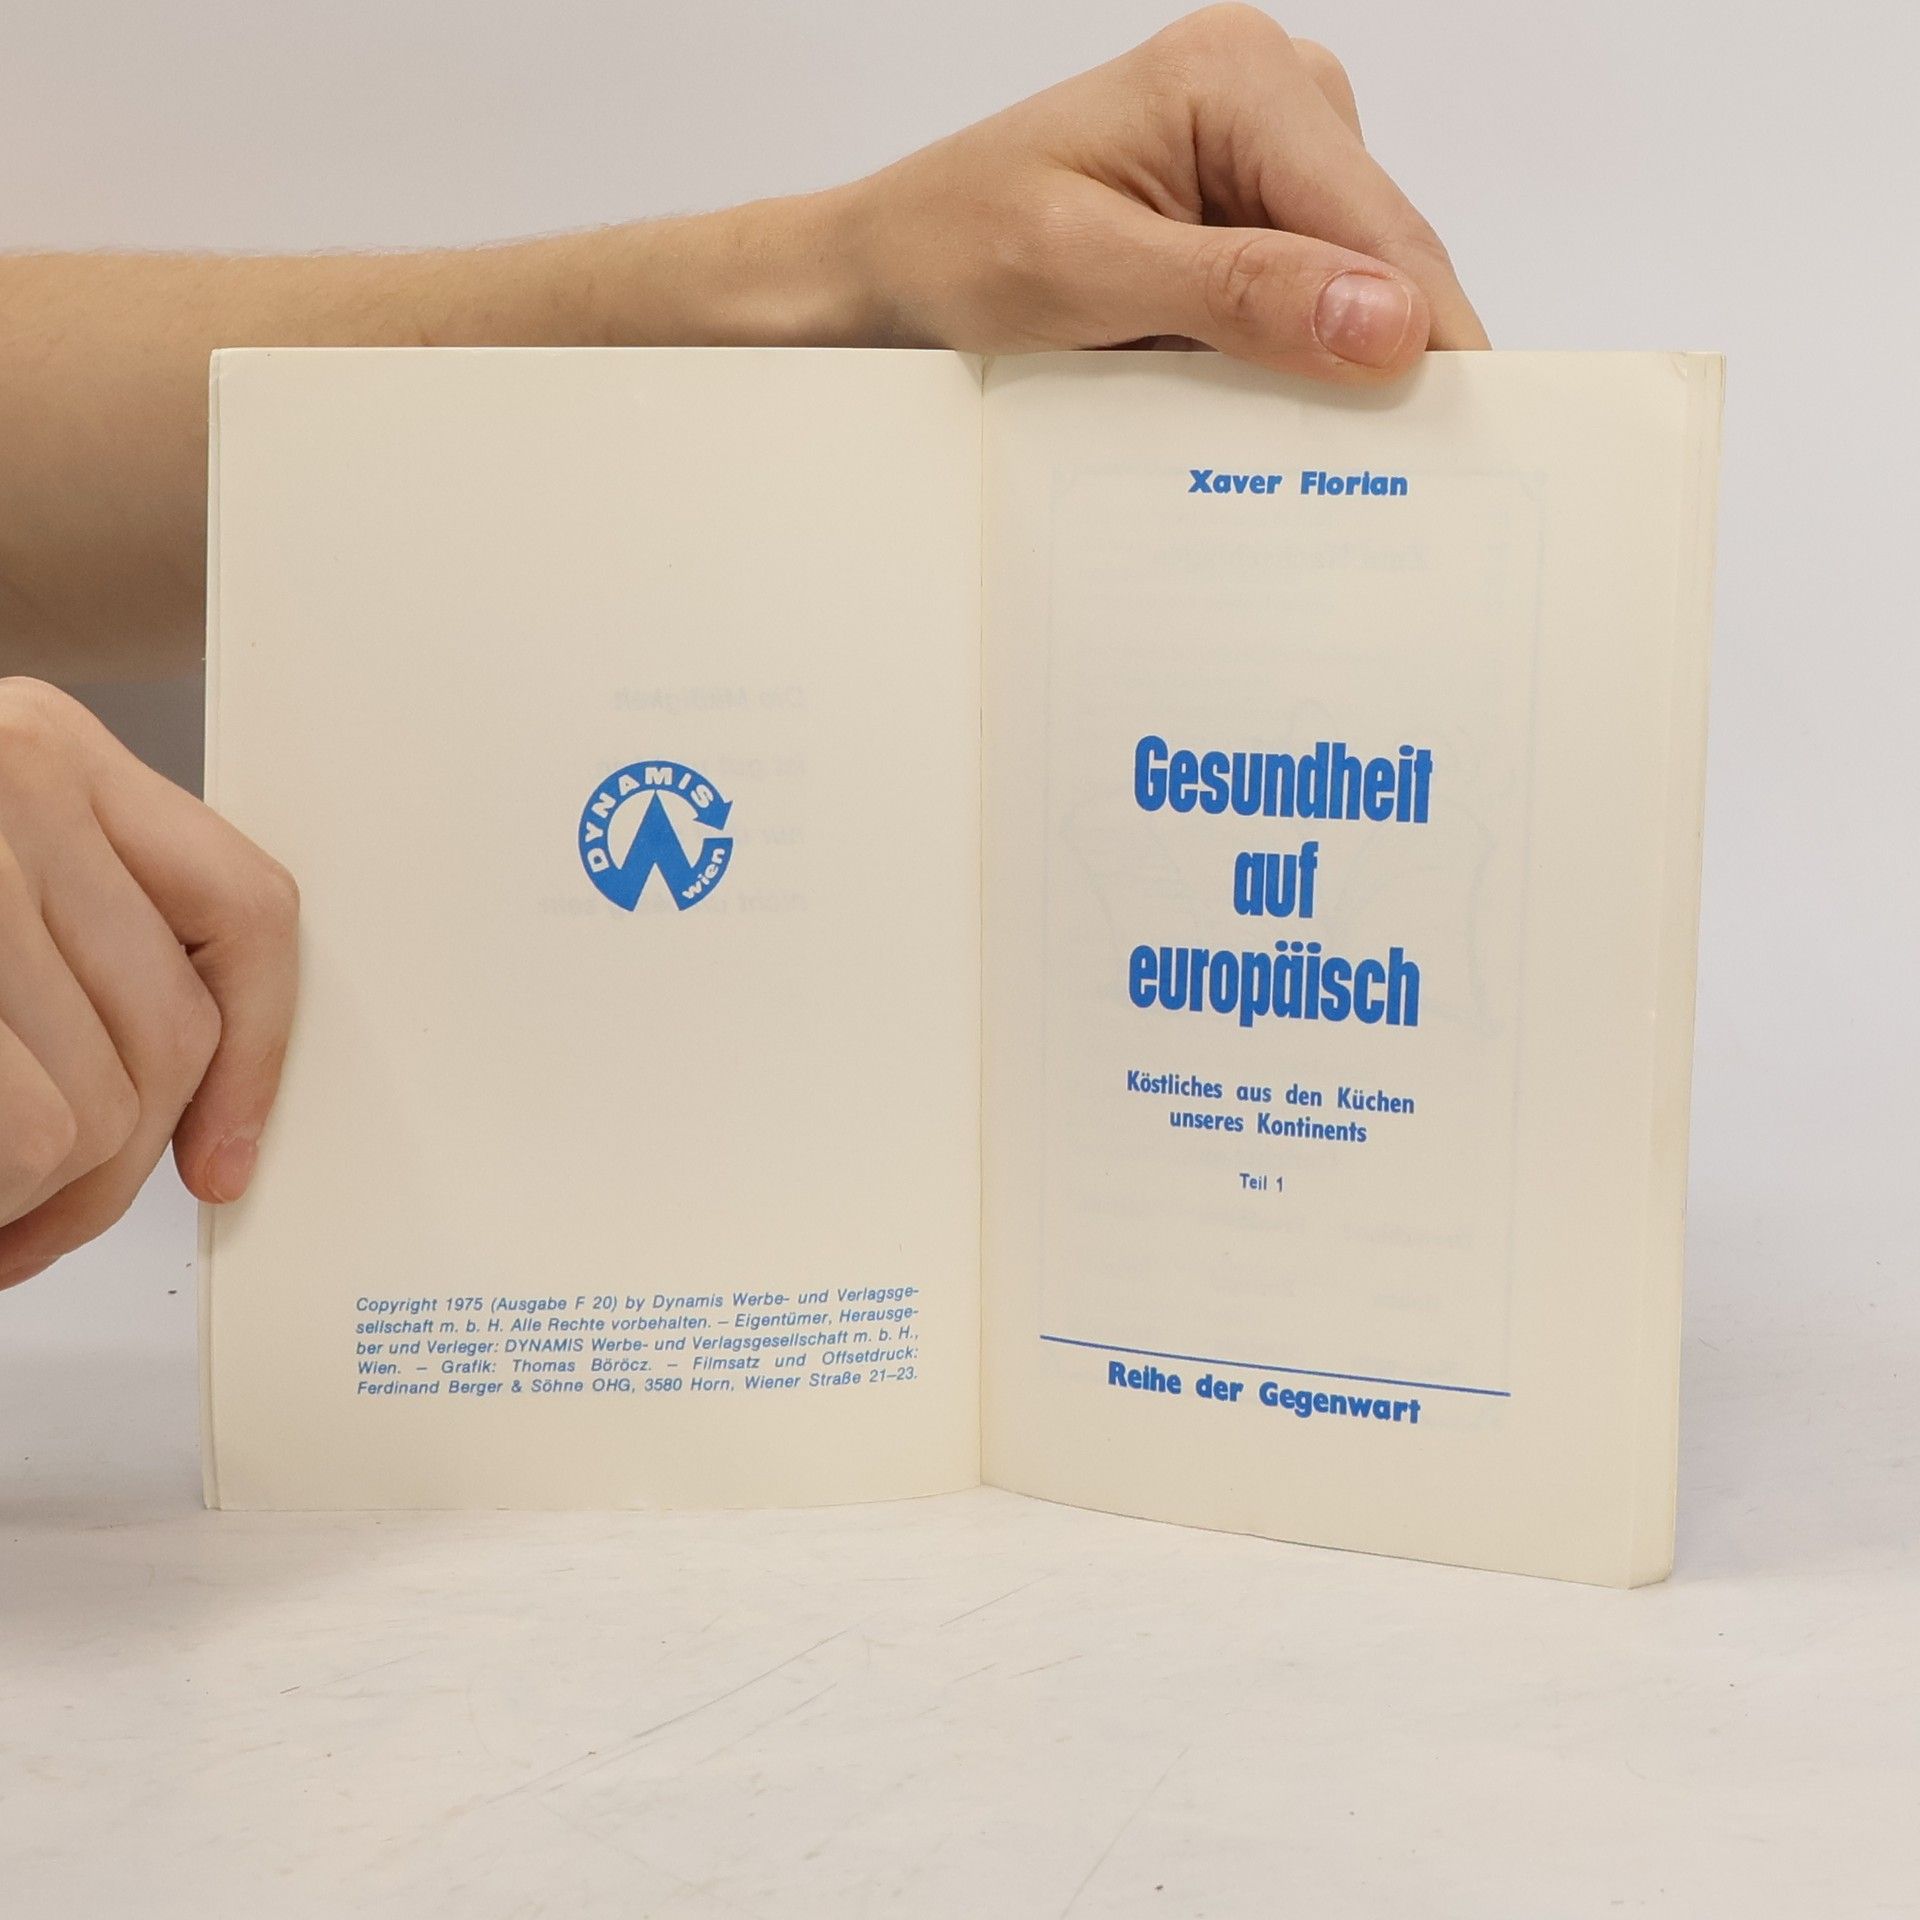 DYNAMIS
wien
Copyright 1975 (Ausgabe F 20) by Dynamis Werbe- und Verlagsge-
sellschaft m. b. H. Alle Rechte vorbehalten. – Eigentümer, Herausge-
ber und Verleger: DYNAMIS Werbe- und Verlagsgesellschaft m. b. H.,
Wien. – Grafik: Thomas Böröcz. – Filmsatz und Offsetdruck:
Ferdinand Berger & Söhne OHG, 3580 Horn, Wiener Straße 21–23.
Xaver Florian
Gesundheit
auf
europäisch
Köstliches aus den Küchen
unseres Kontinents
Teil 1
Reihe der Gegenwart